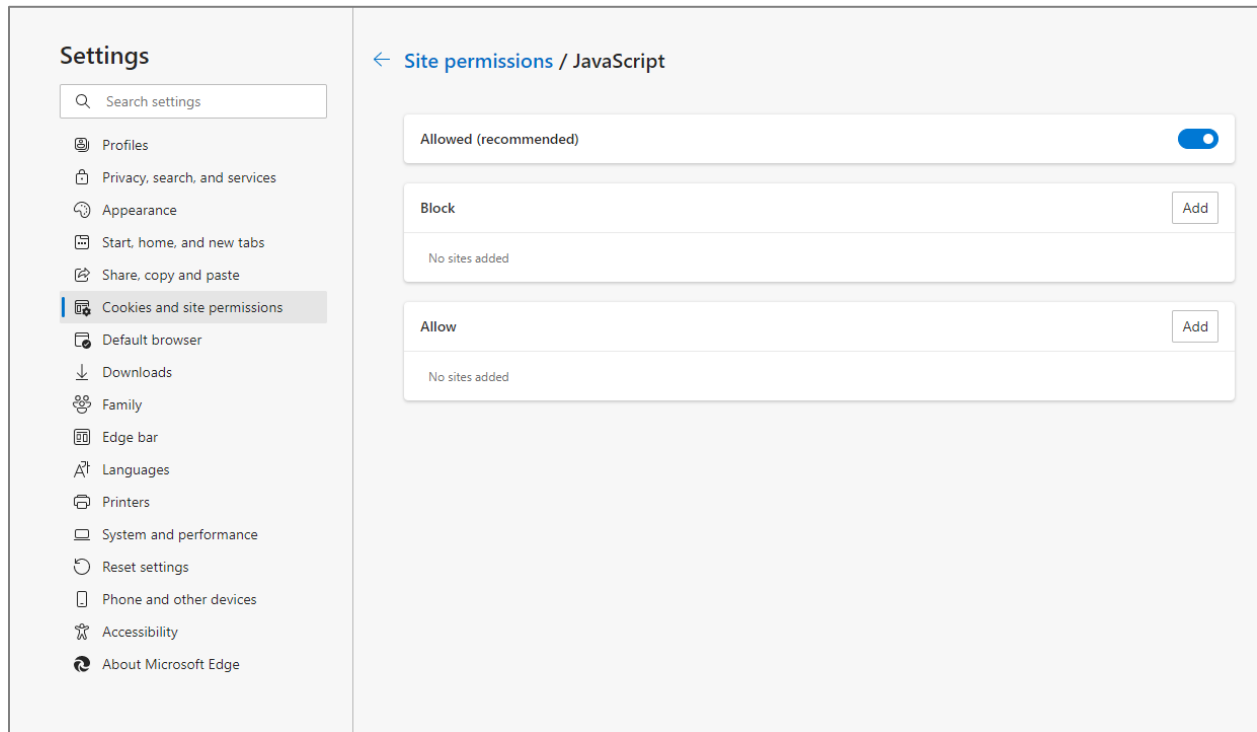 Settings
Search settings
Profiles
Privacy, search, and services
Appearance
Start, home, and new tabs
Share, copy and paste
Cookies and site permissions
Default browser
Downloads
Family
Edge bar
Languages
Printers
System and performance
Reset settings
Phone and other devices
Accessibility
About Microsoft Edge
Site permissions / JavaScript
Allowed (recommended)
Block Add
No sites added
Allow Add
No sites added